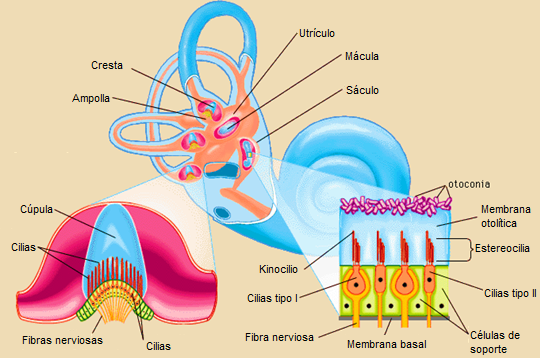 Utrículo
Cresta
Mácula
Ampolla
Sáculo
otoconia
Cúpula
Membrana
otolítica
Cilias
Estereocilia
Kinocilio
Cilias tipo I
Cilias tipo II
Fibras nerviosas
Cilias
Fibra nerviosa
Membrana basal
Células de
soporte